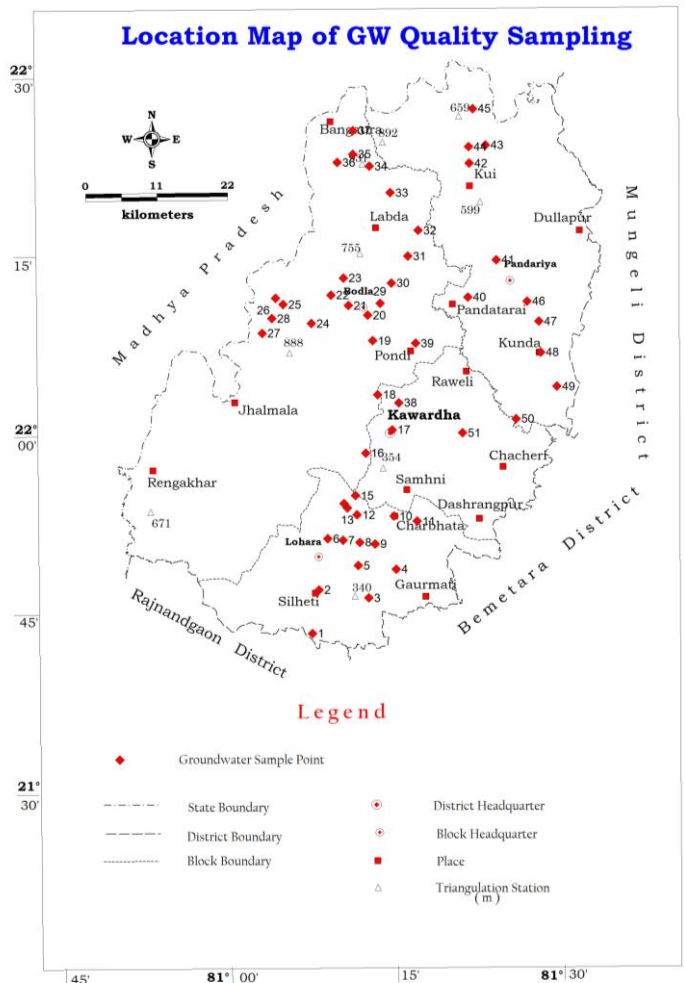 Location Map of GW Quality Sampling
22°
30'
659
45
Bangatra
37
892
44
43
35
36
34
42
Kui
N
W
E
S
0
11
22
kilometers
33
599
Labda
32
Dullapur
755
31
15'
41
Pandariya
Madhya Pradesh
Mungeli District
23
30
Bodla
29
22
40
26
25
21
46
Pandatarai
28
20
24
47
27
19
39
Kunda
48
888
Pondi
Raweli
49
18
38
Jhalmala
Kawardha
50
22°
00'
17
51
16
354
Chacherf
Rengakhar
Samhni
15
13
12
10
11
Dashrangpur
671
Charbhata
Lohara
6
7
8
9
Bemetara District
5
4
2
340
Gaurmati
Silheti
3
45'
Rajnandgaon District
1
Legend
Groundwater Sample Point
21°
30'
State Boundary
District Headquarter
District Boundary
Block Headquarter
Block Boundary
Place
Triangulation Station
( m )
45'
81° 00'
15'
81° 30'